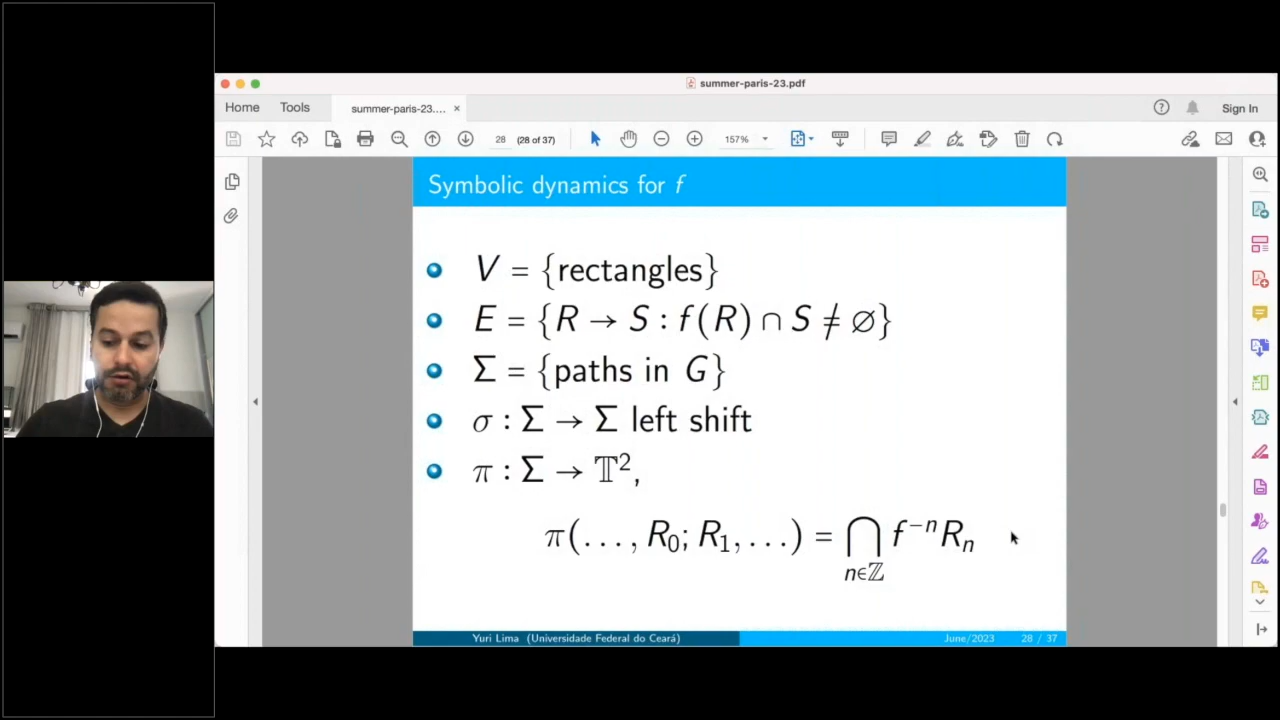 summer-paris-23.pdf
Home Tools summer-paris-23.... × Sign In
28 (28 of 37) 157%
Symbolic dynamics for f
V = {rectangles}
E = {R → S : f(R) ∩ S ≠ ∅}
Σ = {paths in G}
σ : Σ → Σ left shift
π : Σ → 𝕋²,
π(. . . , R₀; R₁, . . .) = ⋂ f⁻ⁿRₙ
n∈ℤ
Yuri Lima (Universidade Federal do Ceará) June/2023 28 / 37